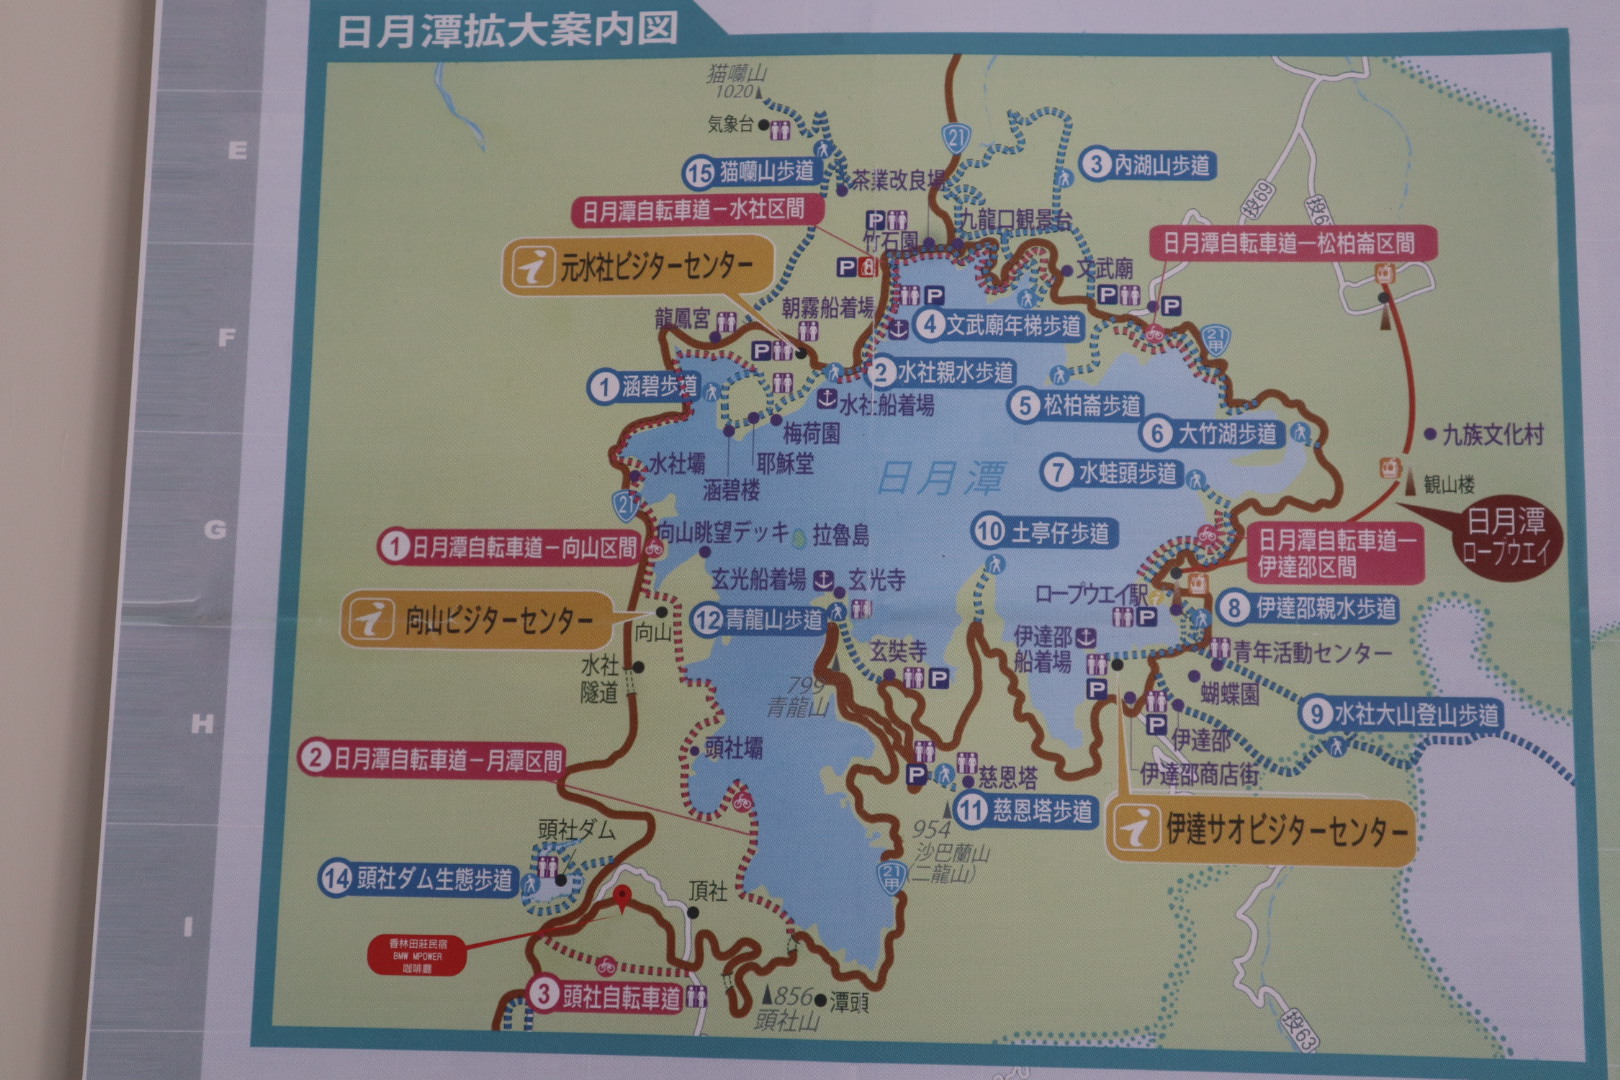 日月潭拡大案内図
E
F
G
H
I
猫囒山
1020
気象台
21
15 猫囒山歩道
3 內湖山歩道
茶業改良場
投69
日月潭自転車道－水社区間
P
九龍口観景台
竹石園
日月潭自転車道－松柏崙区間
P
i 元水社ビジターセンター
文武廟
P
P
P
龍鳳宮
朝霧船着場
4 文武廟年梯歩道
21甲
P
1 涵碧歩道
2 水社親水歩道
水社船着場
5 松柏崙歩道
6 大竹湖歩道
九族文化村
梅荷園
水社壩
耶穌堂
涵碧楼
日月潭
7 水蛙頭歩道
観山楼
21
日月潭
ロープウエイ
向山眺望デッキ
拉魯島
10 土亭仔歩道
1 日月潭自転車道－向山区間
日月潭自転車道－
伊達邵区間
玄光船着場
玄光寺
ロープウエイ駅
P
8 伊達邵親水歩道
i 向山ビジターセンター
向山
12 青龍山歩道
伊達邵
船着場
青年活動センター
水社
隧道
玄奘寺
P
P
蝴蝶園
799
青龍山
9 水社大山登山歩道
P
伊達邵
頭社壩
2 日月潭自転車道－月潭区間
P
慈恩塔
伊達邵商店街
11 慈恩塔歩道
954
沙巴蘭山
(二龍山)
i 伊達サオビジターセンター
頭社ダム
14 頭社ダム生態歩道
21甲
頂社
香林田莊民宿
BMW MPOWER
咖啡廳
3 頭社自転車道
856
頭社山
潭頭
投63